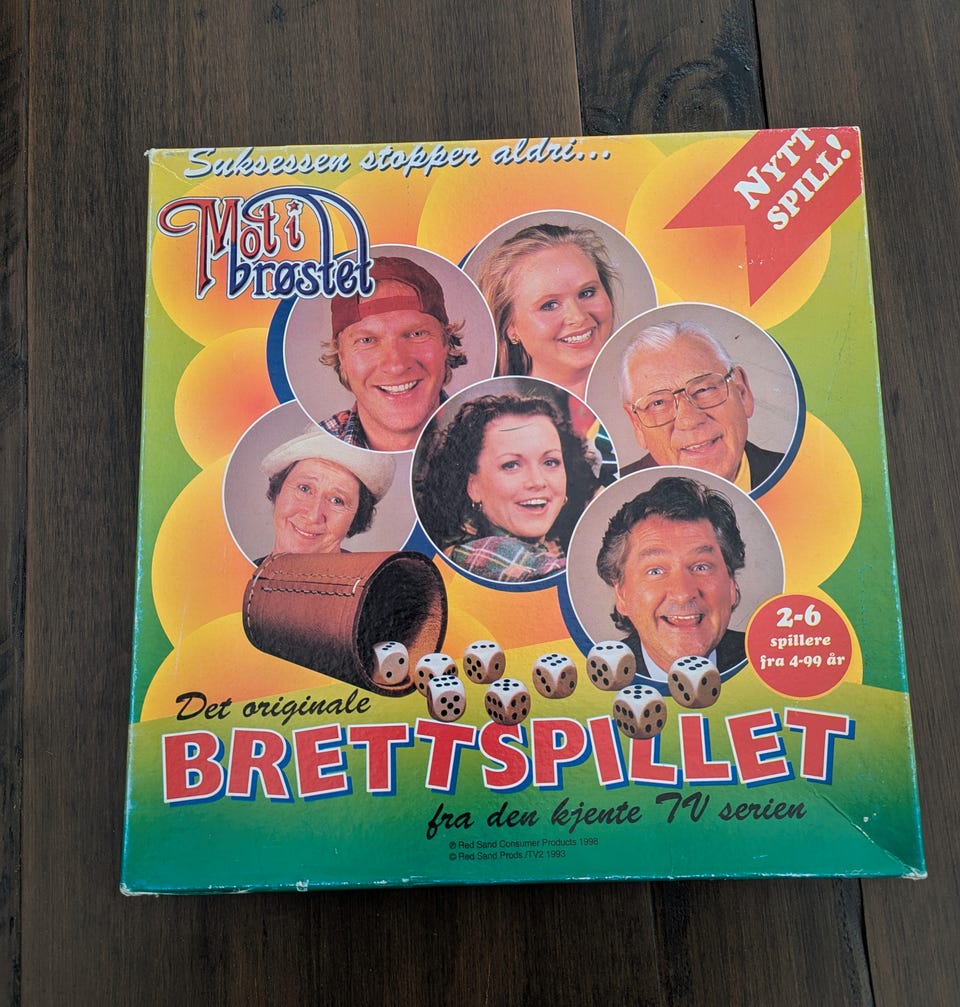 Suksessen stopper aldri...
NYTT
SPILL!
Mot i
brøstet
2-6
spillere
fra 4-99 år
Det originale
BRETTSPILLET
fra den kjente TV serien
℗ Red Sand Consumer Products 1998
© Red Sand Prods./TV2 1993